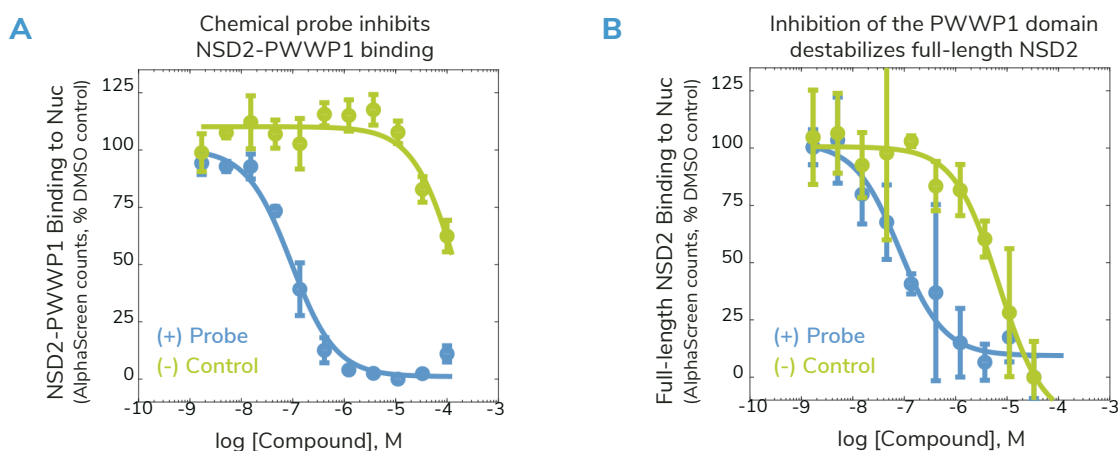 A
Chemical probe inhibits
NSD2-PWWP1 binding
NSD2-PWWP1 Binding to Nuc
(AlphaScreen counts, % DMSO control)
125
100
75
50
25
0
(+) Probe
(-) Control
-10
-9
-8
-7
-6
-5
-4
-3
log [Compound], M
B
Inhibition of the PWWP1 domain
destabilizes full-length NSD2
Full-length NSD2 Binding to Nuc
(AlphaScreen counts, % DMSO control)
125
100
75
50
25
0
(+) Probe
(-) Control
-10
-9
-8
-7
-6
-5
-4
-3
log [Compound], M